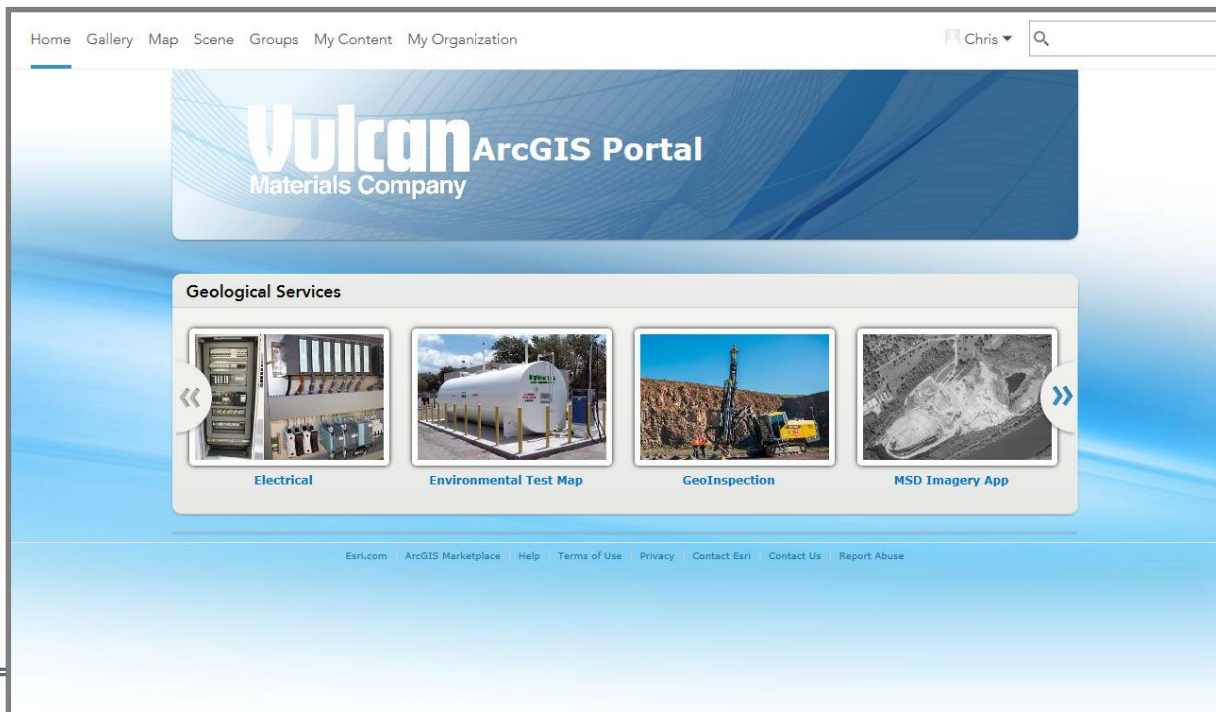 Home Gallery Map Scene Groups My Content My Organization Chris
Vulcan
Materials Company
ArcGIS Portal
Geological Services
Electrical Environmental Test Map GeoInspection MSD Imagery App
Esri.com | ArcGIS Marketplace | Help | Terms of Use | Privacy | Contact Esri | Contact Us | Report Abuse